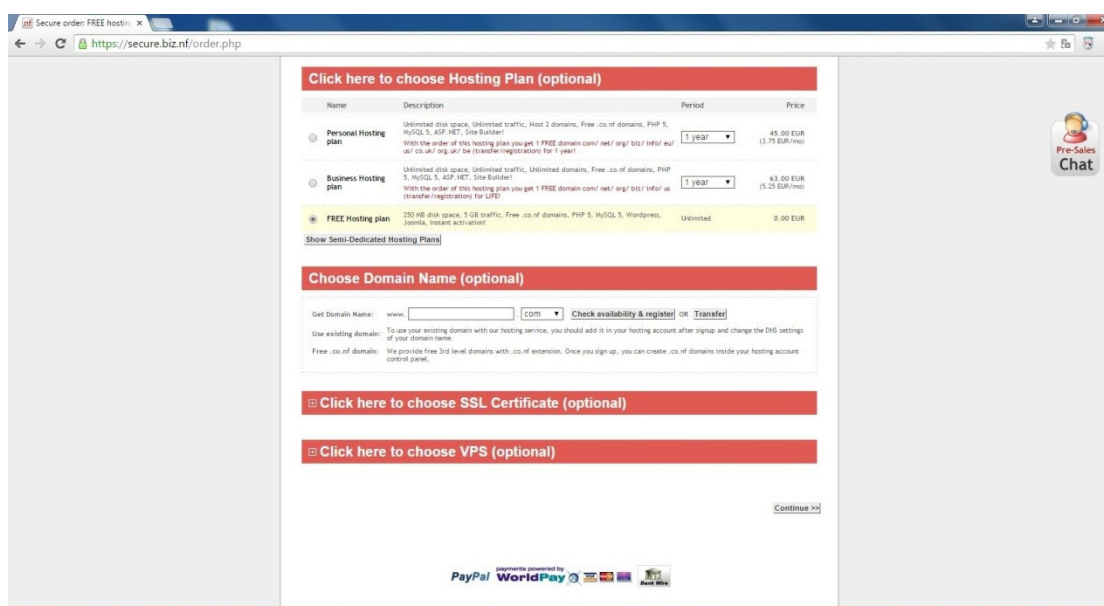 Secure order: FREE hostin
https://secure.biz.nf/order.php
Click here to choose Hosting Plan (optional)
Name Description Period Price
Personal Hosting plan
Unlimited disk space, Unlimited traffic, Host 2 domains, Free .co.nf domains, PHP 5,
MySQL 5, ASP.NET, Site Builder!
With the order of this hosting plan you get 1 FREE domain com/ net/ org/ biz/ info/ eu/
us/ co.uk/ org.uk/ be (transfer/registration) for 1 year!
1 year
45.00 EUR
(3.75 EUR/mo)
Business Hosting plan
Unlimited disk space, Unlimited traffic, Unlimited domains, Free .co.nf domains, PHP
5, MySQL 5, ASP.NET, Site Builder!
With the order of this hosting plan you get 1 FREE domain com/ net/ org/ biz/ info/ us
(transfer/registration) for LIFE!
1 year
63.00 EUR
(5.25 EUR/mo)
FREE Hosting plan
250 MB disk space, 5 GB traffic, Free .co.nf domains, PHP 5, MySQL 5, Wordpress,
Joomla, Instant activation!
Unlimited
0.00 EUR
Show Semi-Dedicated Hosting Plans
Pre-Sales
Chat
Choose Domain Name (optional)
Get Domain Name: www. . com Check availability & register OR Transfer
Use existing domain: To use your existing domain with our hosting service, you should add it in your hosting account after signup and change the DNS settings
of your domain name.
Free .co.nf domain: We provide free 3rd level domains with .co.nf extension. Once you sign up, you can create .co.nf domains inside your hosting account
control panel.
Click here to choose SSL Certificate (optional)
Click here to choose VPS (optional)
Continue >>
payments powered by
PayPal WorldPay
Bank Wire